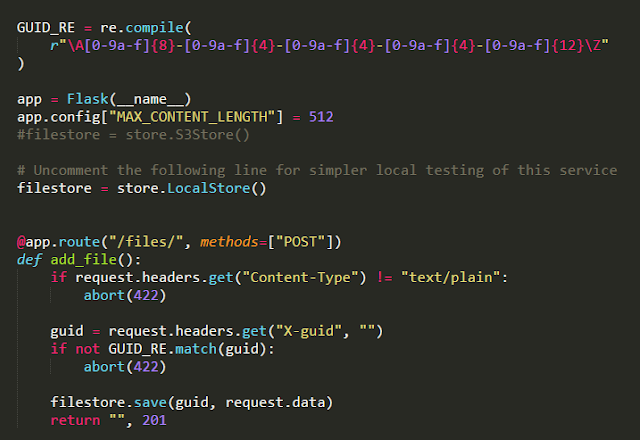 GUID_RE = re.compile(
    r"\A[0-9a-f]{8}-[0-9a-f]{4}-[0-9a-f]{4}-[0-9a-f]{4}-[0-9a-f]{12}\Z"
)
app = Flask(__name__)
app.config["MAX_CONTENT_LENGTH"] = 512
#filestore = store.S3Store()
# Uncomment the following line for simpler local testing of this service
filestore = store.LocalStore()
@app.route("/files/", methods=["POST"])
def add_file():
    if request.headers.get("Content-Type") != "text/plain":
        abort(422)
    guid = request.headers.get("X-guid", "")
    if not GUID_RE.match(guid):
        abort(422)
    filestore.save(guid, request.data)
    return "", 201